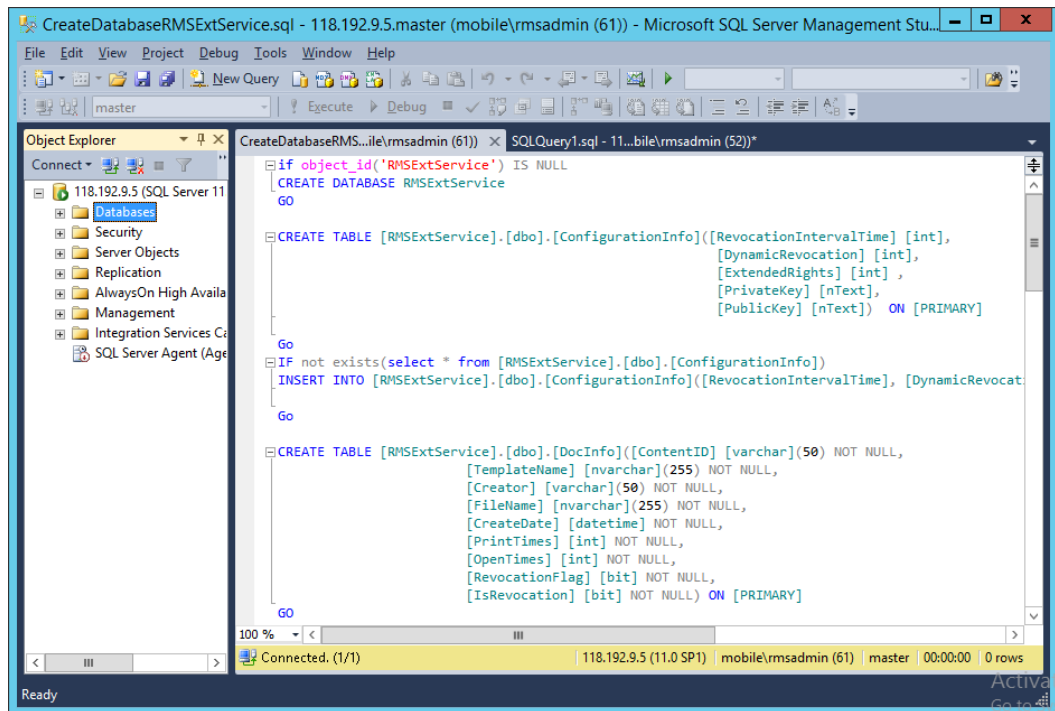 CreateDatabaseRMSExtService.sql - 118.192.9.5.master (mobile\rmsadmin (61)) - Microsoft SQL Server Management Stu...
File Edit View Project Debug Tools Window Help
New Query
master
Execute Debug
Object Explorer
Connect
118.192.9.5 (SQL Server 11
Databases
Security
Server Objects
Replication
AlwaysOn High Availa
Management
Integration Services Ca
SQL Server Agent (Age
CreateDatabaseRMS...ile\rmsadmin (61)) SQLQuery1.sql - 11...bile\rmsadmin (52))*
if object_id('RMSExtService') IS NULL
CREATE DATABASE RMSExtService
GO
CREATE TABLE [RMSExtService].[dbo].[ConfigurationInfo]([RevocationIntervalTime] [int],
[DynamicRevocation] [int],
[ExtendedRights] [int] ,
[PrivateKey] [nText],
[PublicKey] [nText]) ON [PRIMARY]
Go
IF not exists(select * from [RMSExtService].[dbo].[ConfigurationInfo])
INSERT INTO [RMSExtService].[dbo].[ConfigurationInfo]([RevocationIntervalTime], [DynamicRevocat
Go
CREATE TABLE [RMSExtService].[dbo].[DocInfo]([ContentID] [varchar](50) NOT NULL,
[TemplateName] [nvarchar](255) NOT NULL,
[Creator] [varchar](50) NOT NULL,
[FileName] [nvarchar](255) NOT NULL,
[CreateDate] [datetime] NOT NULL,
[PrintTimes] [int] NOT NULL,
[OpenTimes] [int] NOT NULL,
[RevocationFlag] [bit] NOT NULL,
[IsRevocation] [bit] NOT NULL) ON [PRIMARY]
GO
100 %
Connected. (1/1) 118.192.9.5 (11.0 SP1) mobile\rmsadmin (61) master 00:00:00 0 rows
Activa
Ready
Go to